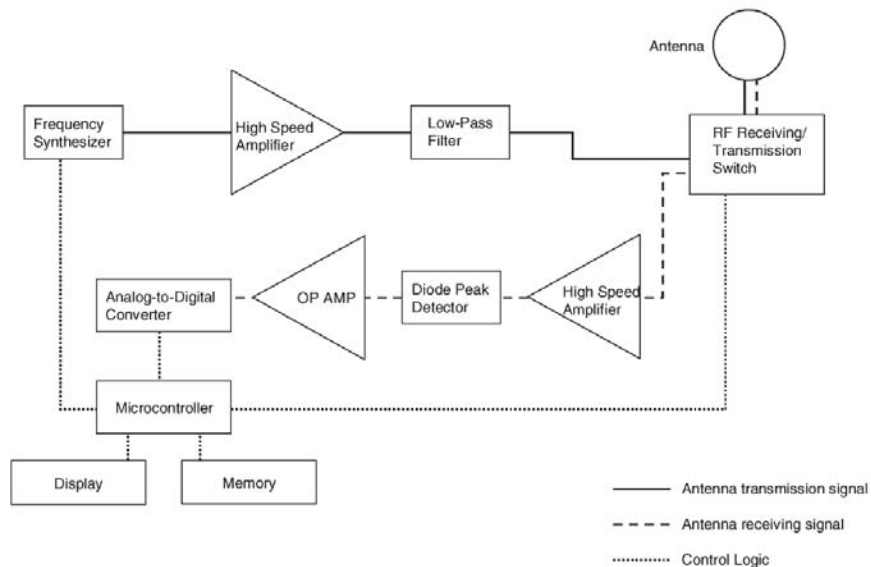 Antenna
Frequency
Synthesizer
High Speed
Amplifier
Low-Pass
Filter
RF Receiving/
Transmission
Switch
Analog-to-Digital
Converter
OP AMP
Diode Peak
Detector
High Speed
Amplifier
Microcontroller
Display
Memory
Antenna transmission signal
Antenna receiving signal
Control Logic